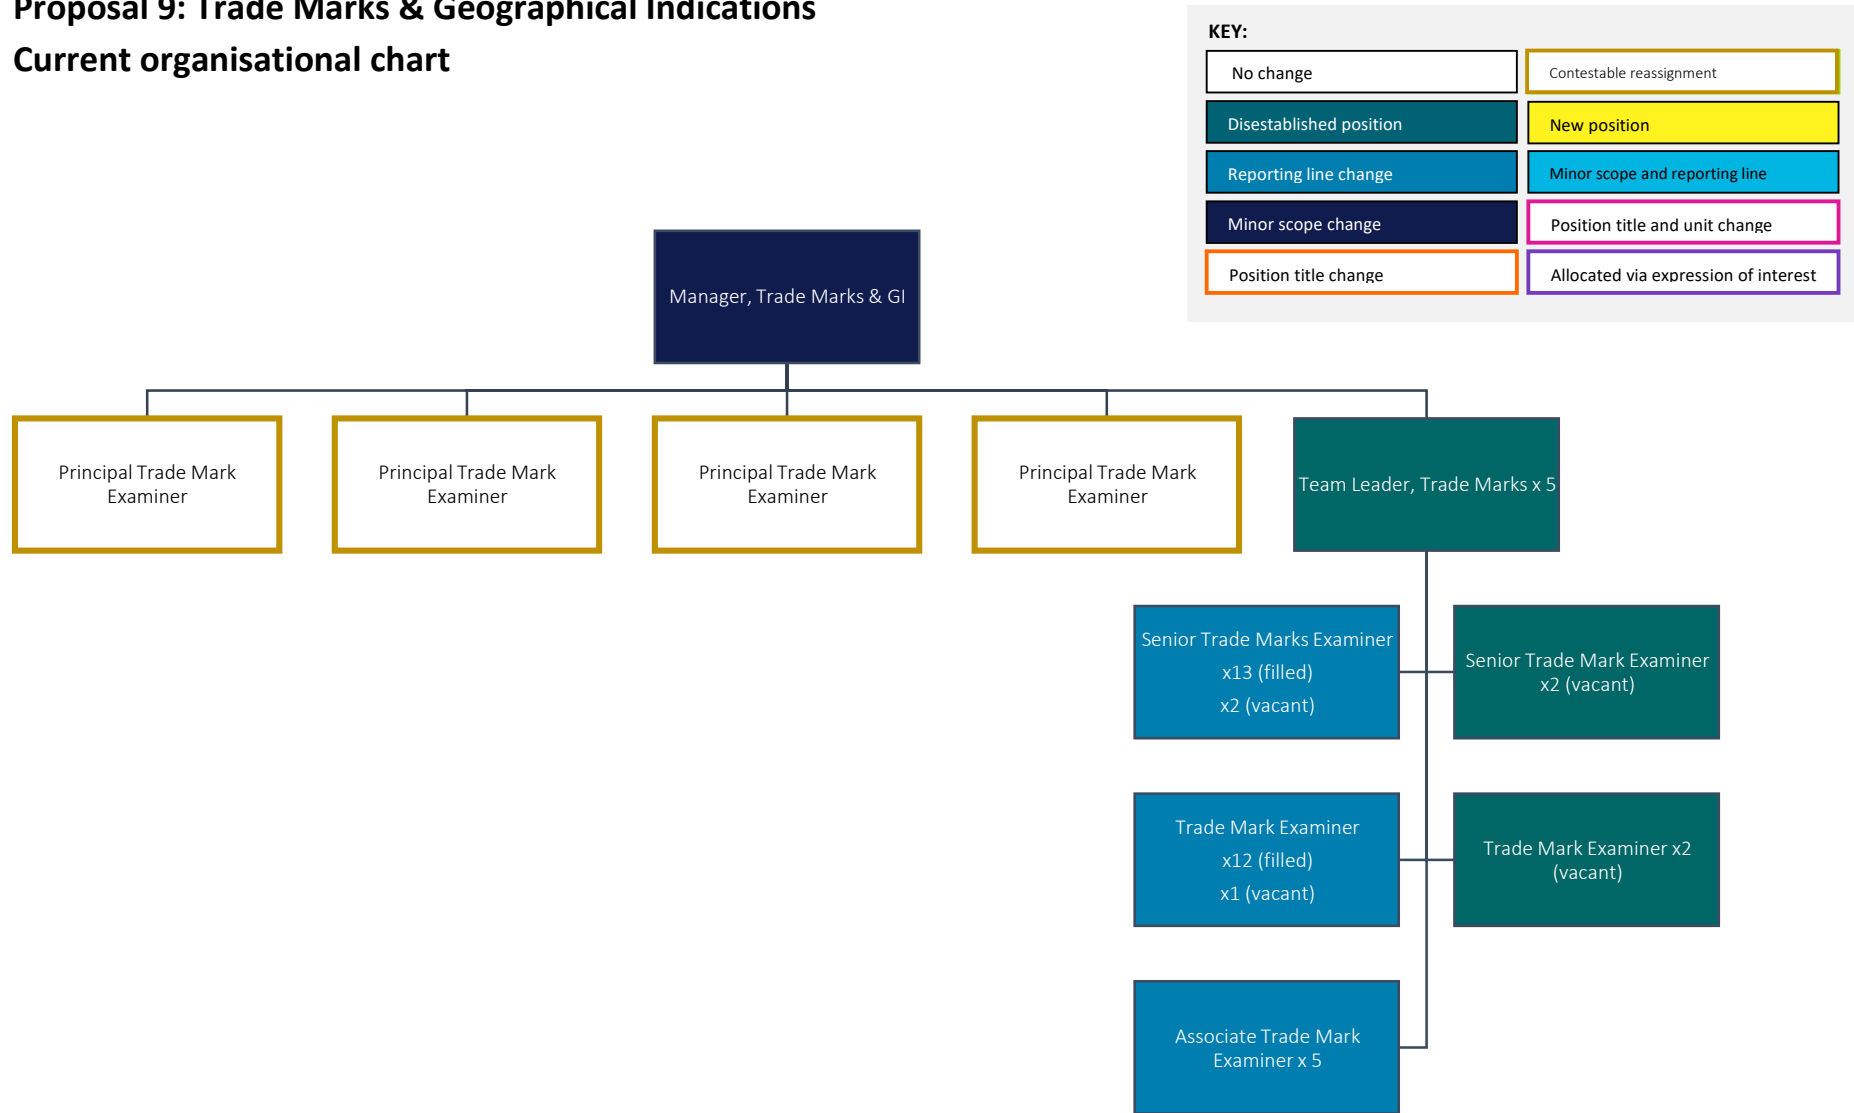 Proposal 9: Trade Marks & Geographical Indications
Current organisational chart
KEY:
No change
Contestable reassignment
Disestablished position
New position
Reporting line change
Minor scope and reporting line
Minor scope change
Position title and unit change
Position title change
Allocated via expression of interest
Manager, Trade Marks & GI
Principal Trade Mark
Examiner
Principal Trade Mark
Examiner
Principal Trade Mark
Examiner
Principal Trade Mark
Examiner
Team Leader, Trade Marks x 5
Senior Trade Marks Examiner
x13 (filled)
x2 (vacant)
Senior Trade Mark Examiner
x2 (vacant)
Trade Mark Examiner
x12 (filled)
x1 (vacant)
Trade Mark Examiner x2
(vacant)
Associate Trade Mark
Examiner x 5